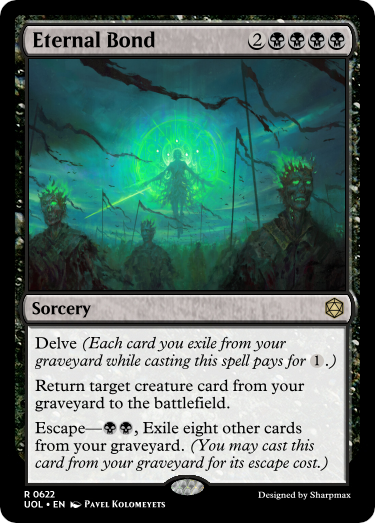 Eternal Bond 2
Sorcery
Delve (Each card you exile from your
graveyard while casting this spell pays for 1.)
Return target creature card from your
graveyard to the battlefield.
Escape—, Exile eight other cards
from your graveyard. (You may cast this
card from your graveyard for its escape cost.)
R 0622
UOL • EN Pavel Kolomeyets
Designed by Sharpmax